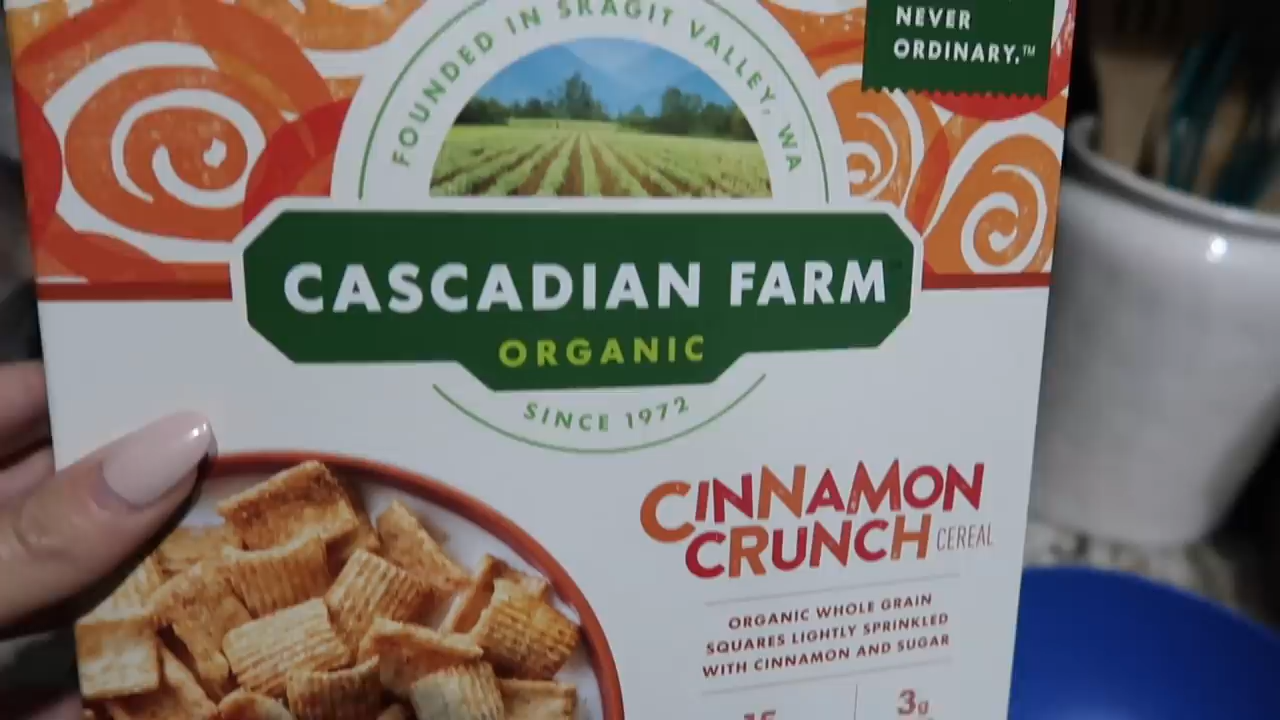 NEVER
ORDINARY.™
FOUNDED IN SKAGIT VALLEY, WA
CASCADIAN FARM
ORGANIC
SINCE 1972
CINNAMON
CRUNCH CEREAL
ORGANIC WHOLE GRAIN
SQUARES LIGHTLY SPRINKLED
WITH CINNAMON AND SUGAR
3g